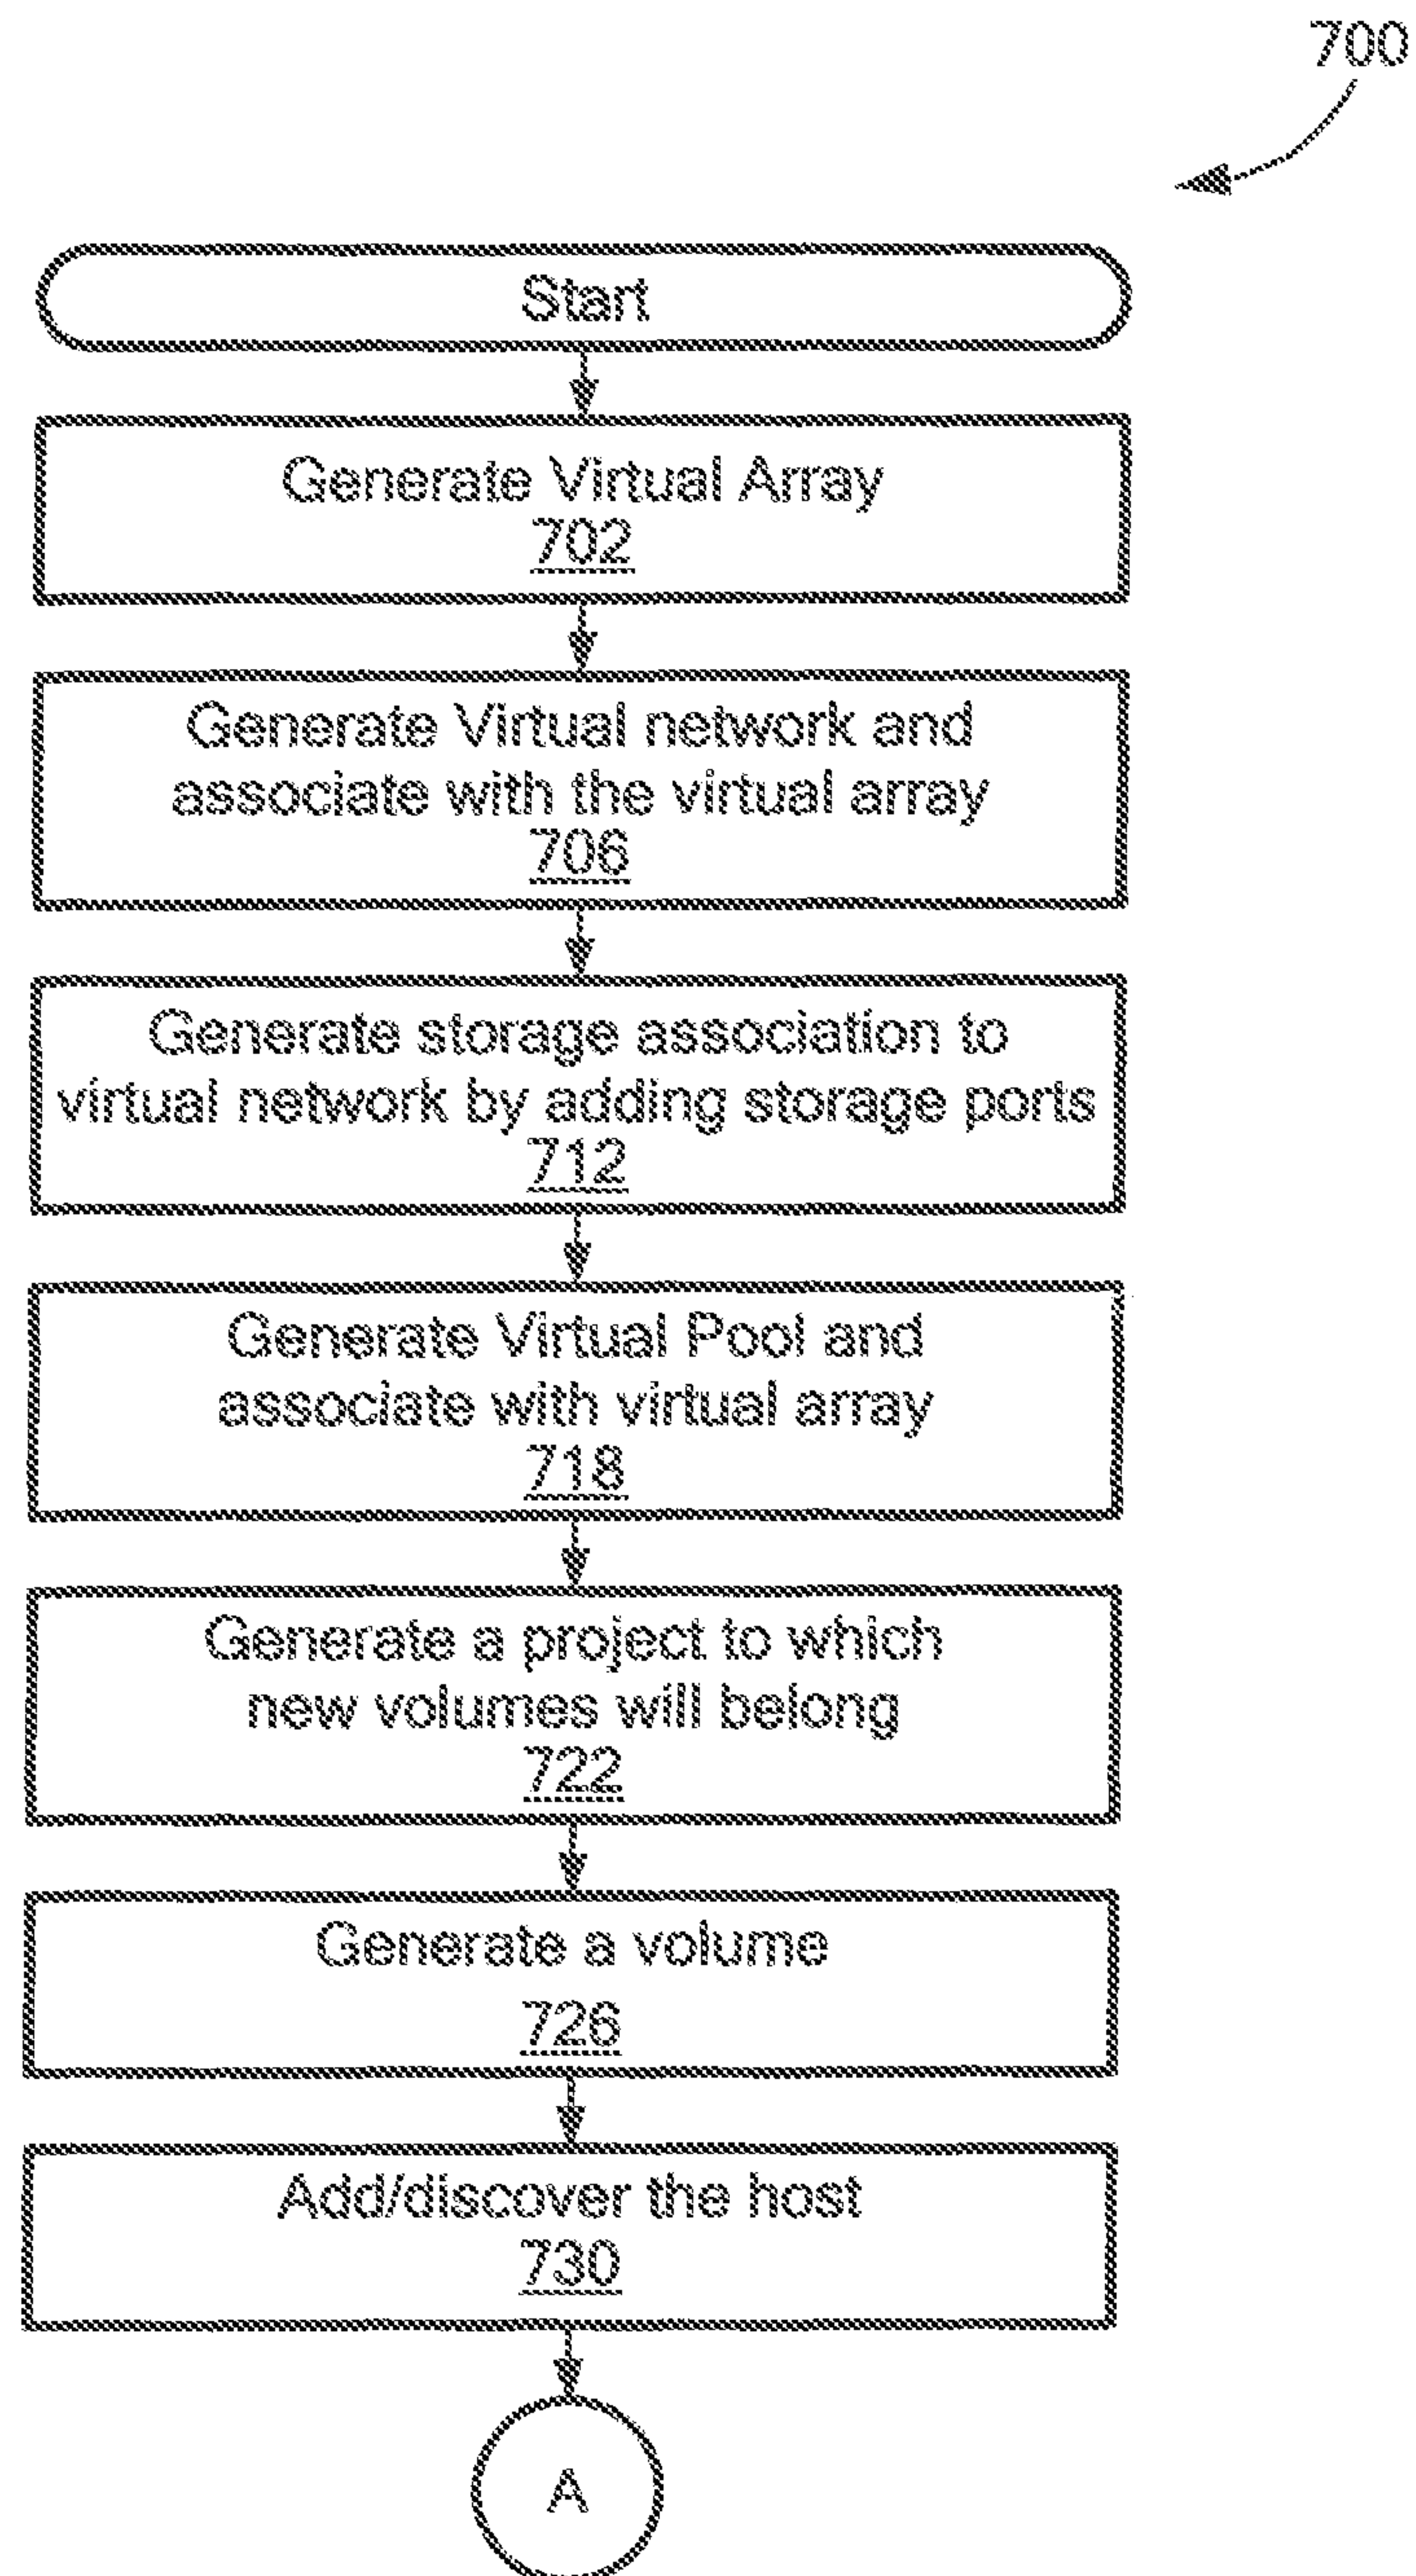 700
Start
Generate Virtual Array
702
Generate Virtual network and
associate with the virtual array
706
Generate storage association to
virtual network by adding storage ports
712
Generate Virtual Pool and
associate with virtual array
718
Generate a project to which
new volumes will belong
722
Generate a volume
726
Add/discover the host
730
A